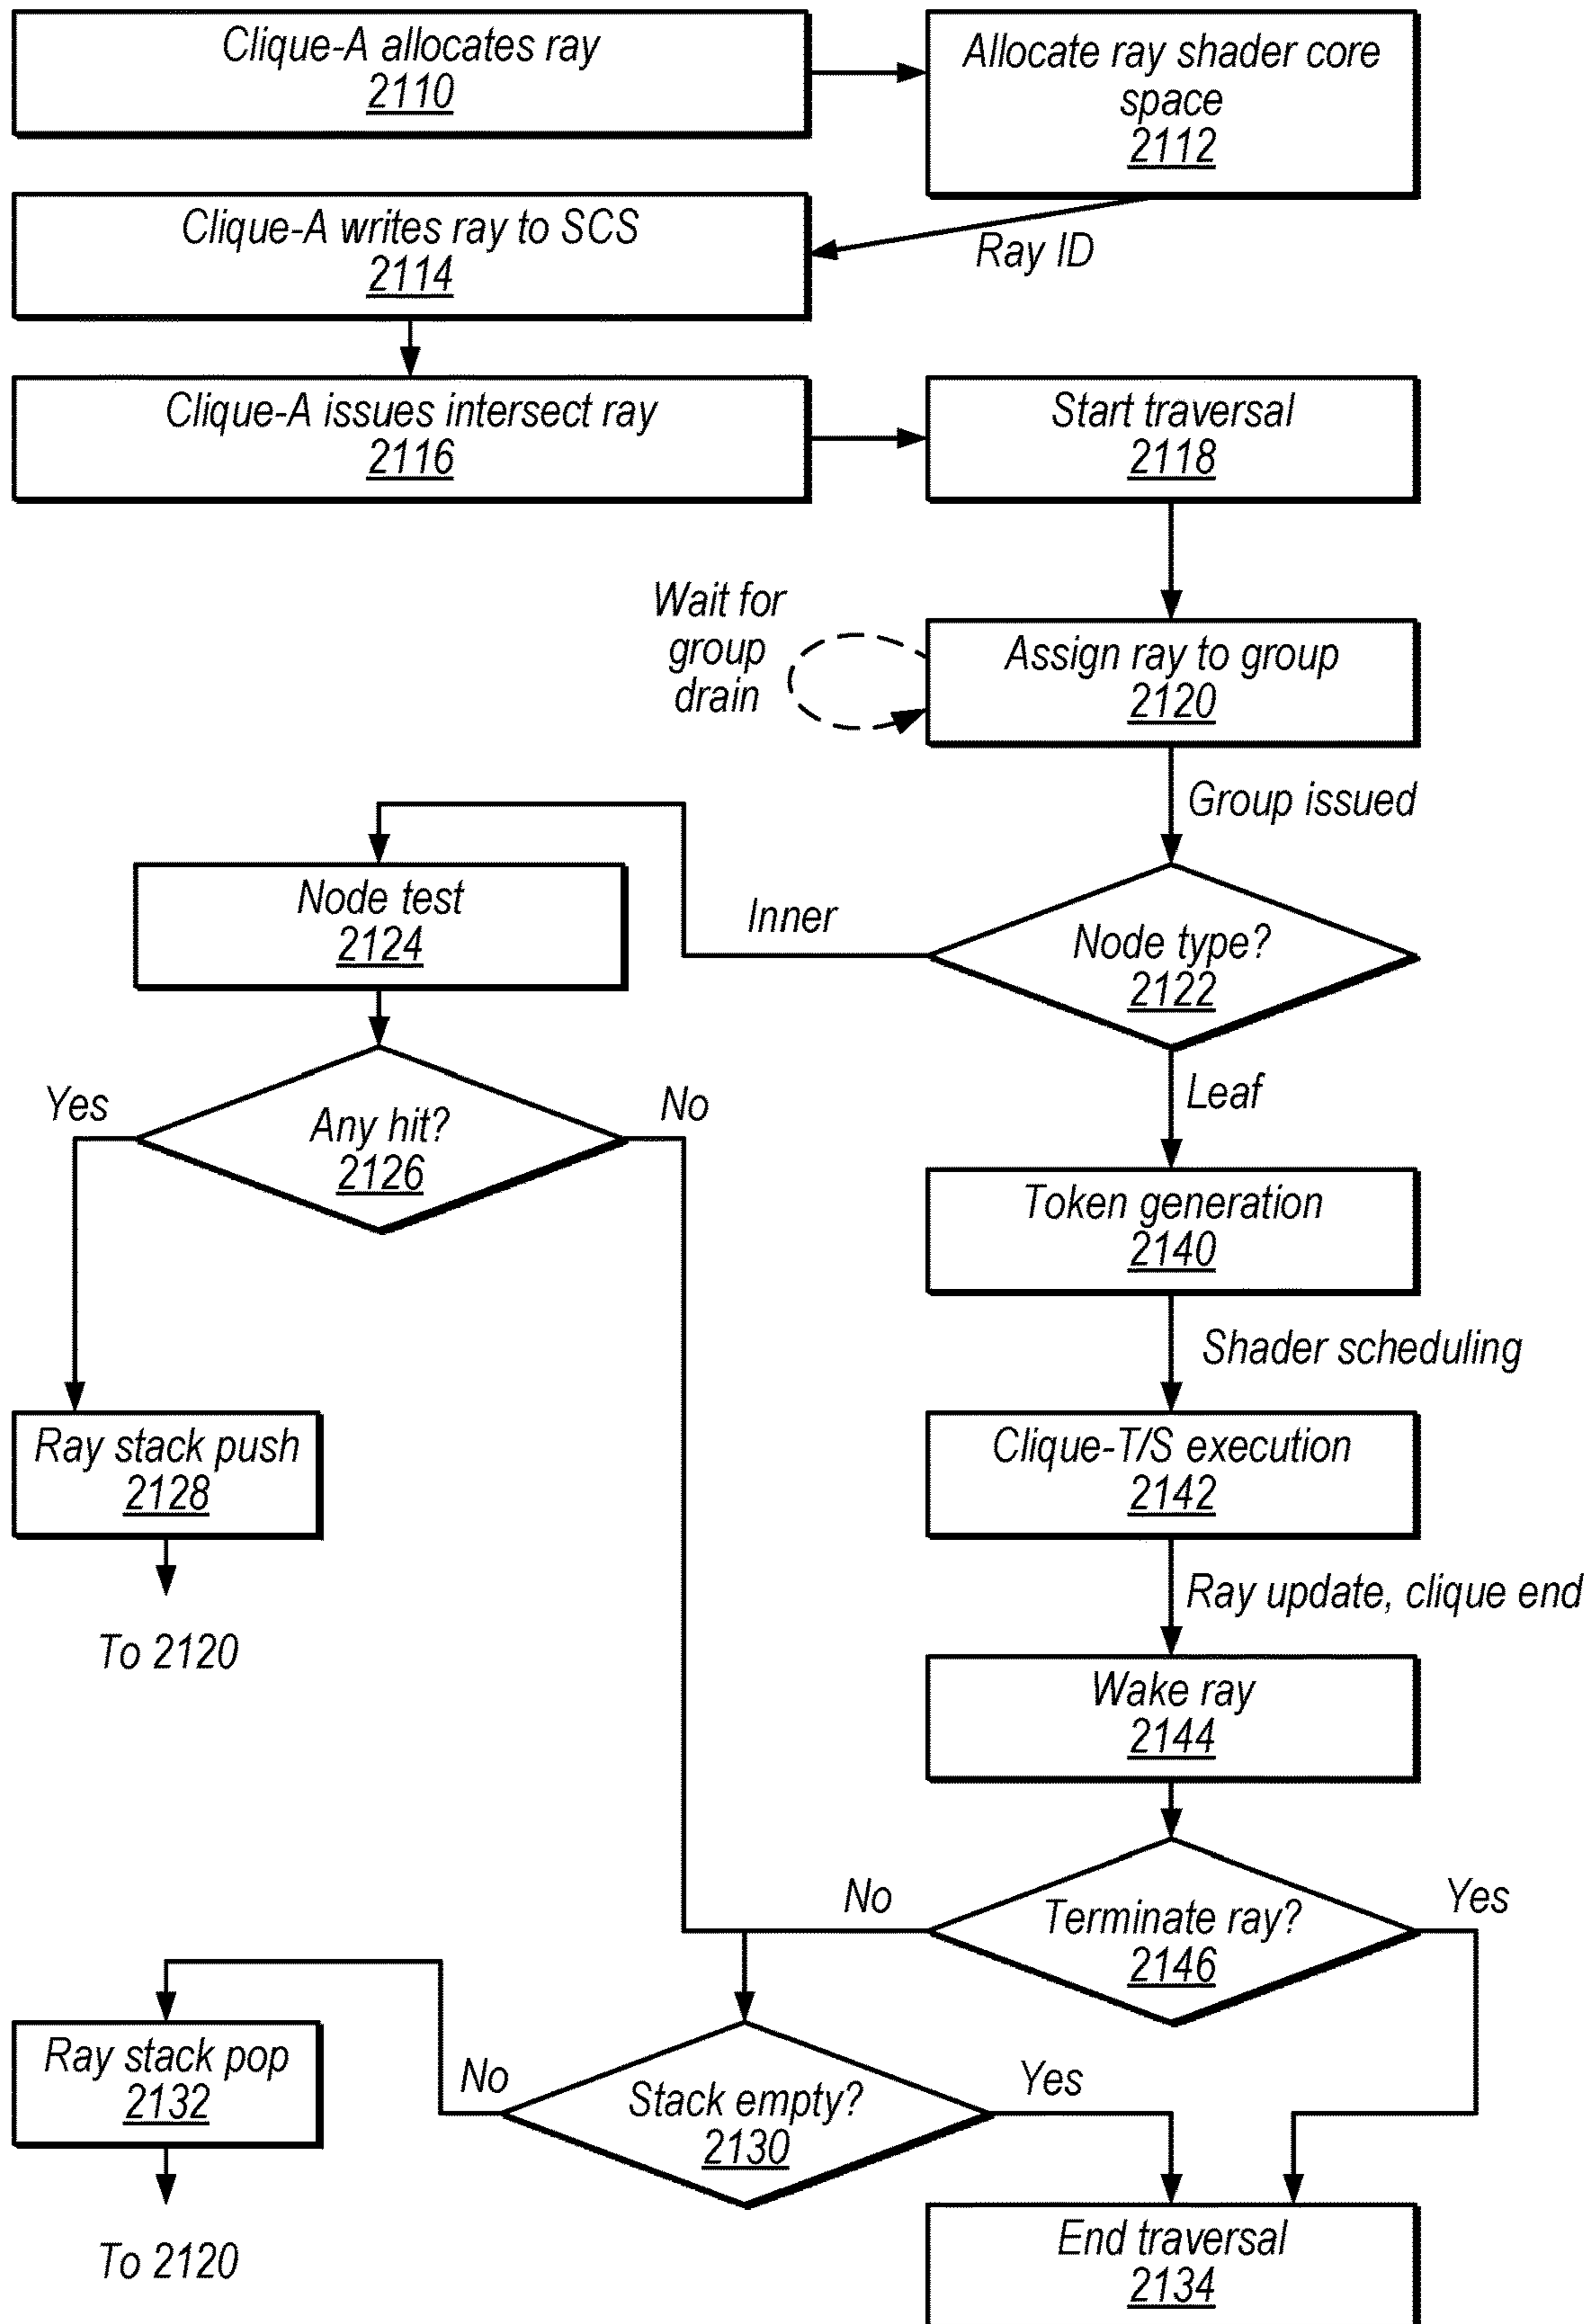 Clique-A allocates ray
2110
Allocate ray shader core
space
2112
Clique-A writes ray to SCS
2114
Ray ID
Clique-A issues intersect ray
2116
Start traversal
2118
Wait for
group
drain
Assign ray to group
2120
Group issued
Node test
2124
Inner
Node type?
2122
Yes
Any hit?
2126
No
Leaf
Token generation
2140
Shader scheduling
Ray stack push
2128
To 2120
Clique-T/S execution
2142
Ray update, clique end
Wake ray
2144
No
Terminate ray?
2146
Yes
Ray stack pop
2132
To 2120
No
Stack empty?
2130
Yes
End traversal
2134